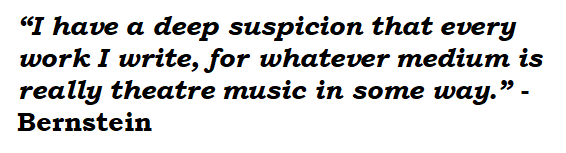 “I have a deep suspicion that every
work I write, for whatever medium is
really theatre music in some way.” -
Bernstein